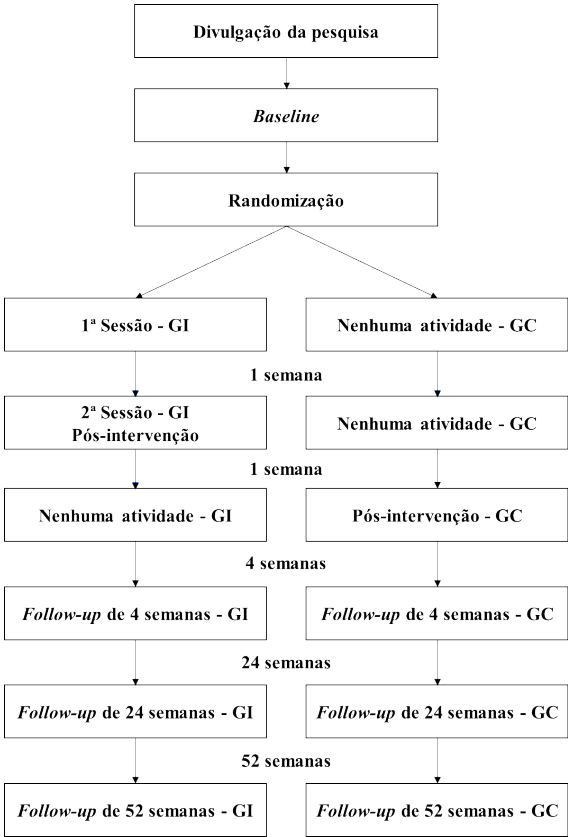 Divulgação da pesquisa
Baseline
Randomização
1ª Sessão - GI
Nenhuma atividade - GC
1 semana
2ª Sessão - GI
Pós-intervenção
Nenhuma atividade - GC
1 semana
Nenhuma atividade - GI
Pós-intervenção - GC
4 semanas
Follow-up de 4 semanas - GI
Follow-up de 4 semanas - GC
24 semanas
Follow-up de 24 semanas - GI
Follow-up de 24 semanas - GC
52 semanas
Follow-up de 52 semanas - GI
Follow-up de 52 semanas - GC